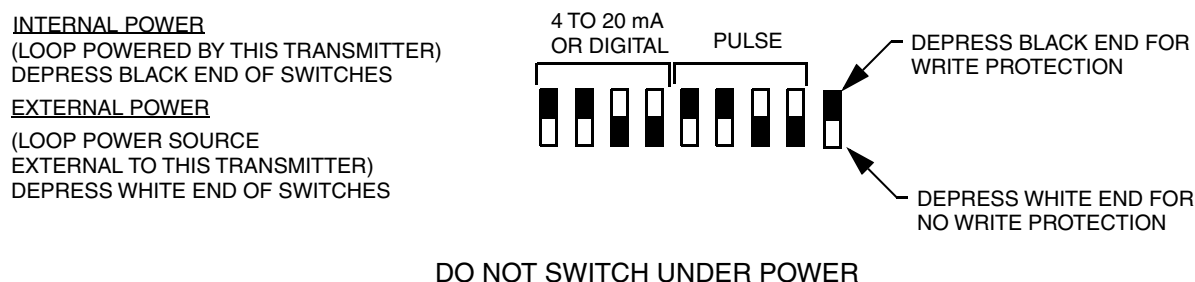 INTERNAL POWER
(LOOP POWERED BY THIS TRANSMITTER)
DEPRESS BLACK END OF SWITCHES
EXTERNAL POWER
(LOOP POWER SOURCE
EXTERNAL TO THIS TRANSMITTER)
DEPRESS WHITE END OF SWITCHES
4 TO 20 mA
OR DIGITAL
PULSE
DEPRESS BLACK END FOR
WRITE PROTECTION
DEPRESS WHITE END FOR
NO WRITE PROTECTION
DO NOT SWITCH UNDER POWER